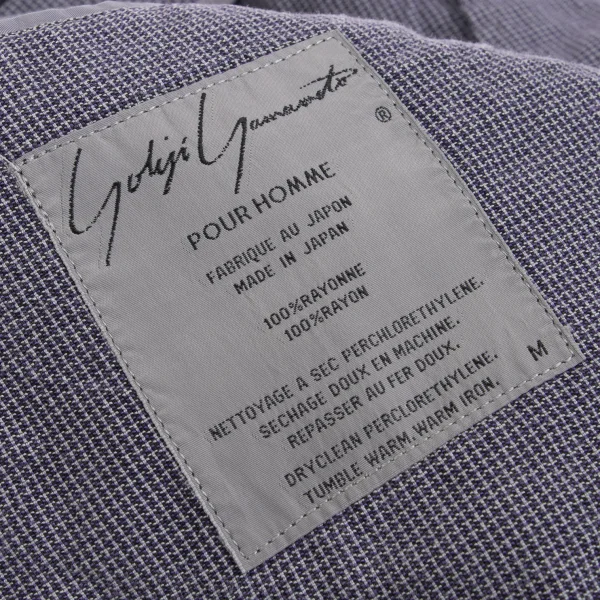 Yohji Yamamoto ®
POUR HOMME
FABRIQUE AU JAPON
MADE IN JAPAN
100%RAYONNE
100%RAYON
NETTOYAGE A SEC PERCHLORETHYLENE.
SECHAGE DOUX EN MACHINE.
REPASSER AU FER DOUX.
M
DRYCLEAN PERCLORETHYLENE.
TUMBLE WARM, WARM IRON.